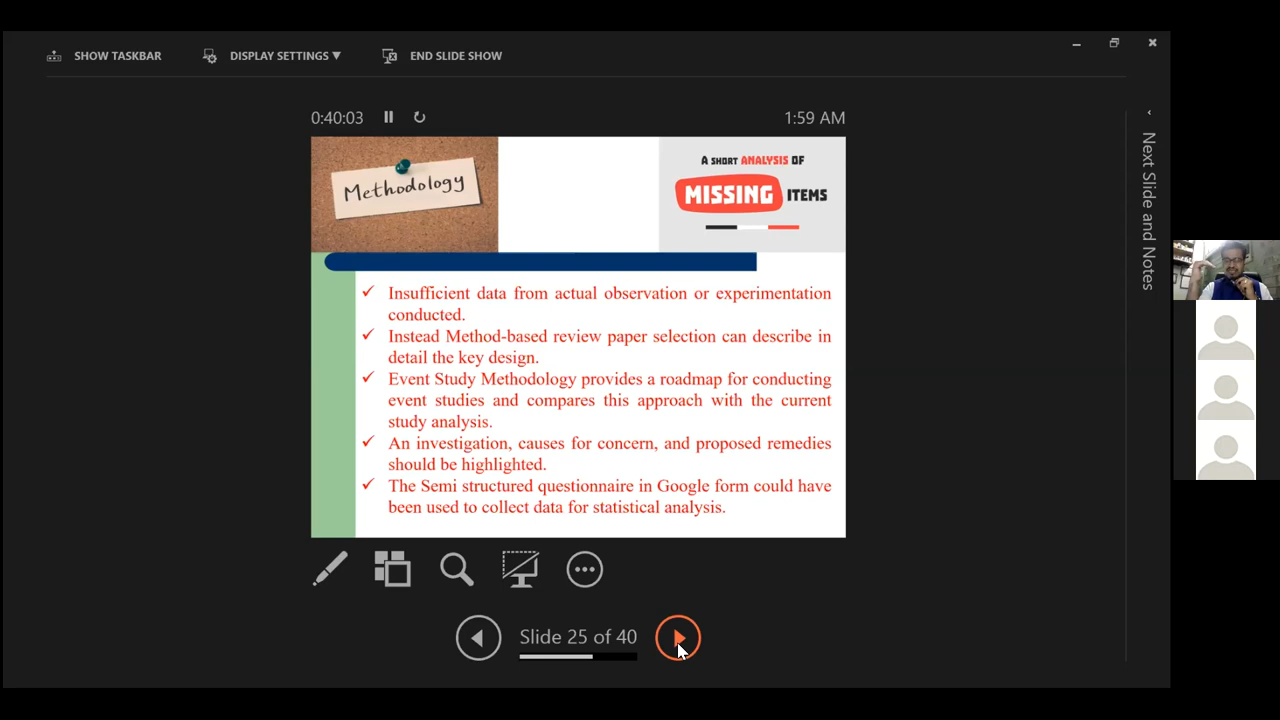 SHOW TASKBAR DISPLAY SETTINGS ▼ END SLIDE SHOW
0:40:03 1:59 AM
Methodology
A SHORT ANALYSIS OF
MISSING ITEMS
✓ Insufficient data from actual observation or experimentation
conducted.
✓ Instead Method-based review paper selection can describe in
detail the key design.
✓ Event Study Methodology provides a roadmap for conducting
event studies and compares this approach with the current
study analysis.
✓ An investigation, causes for concern, and proposed remedies
should be highlighted.
✓ The Semi structured questionnaire in Google form could have
been used to collect data for statistical analysis.
Slide 25 of 40
Next Slide and Notes